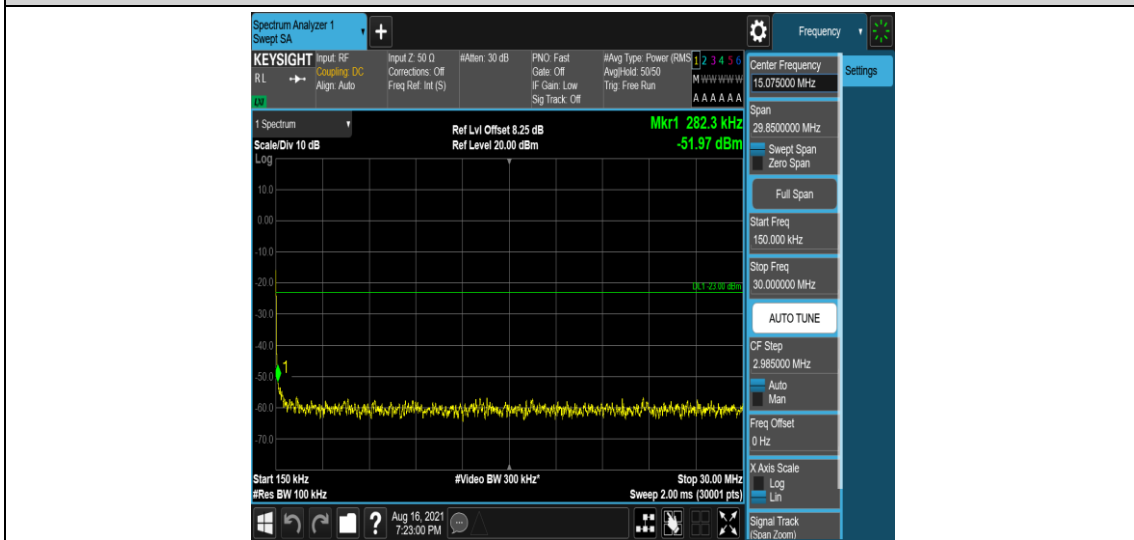 Spectrum Analyzer 1
Swept SA
+
Frequency
KEYSIGHT
RL
LXI
Input: RF
Coupling: DC
Align: Auto
Input Z: 50 Ω
Corrections: Off
Freq Ref: Int (S)
#Atten: 30 dB
PNO: Fast
Gate: Off
IF Gain: Low
Sig Track: Off
#Avg Type: Power (RMS
Avg|Hold: 50/50
Trig: Free Run
1 2 3 4 5 6
M W W W W W
A A A A A A
1 Spectrum
Scale/Div 10 dB
Ref Lvl Offset 8.25 dB
Ref Level 20.00 dBm
Mkr1 282.3 kHz
-51.97 dBm
Log
10.0
0.00
-10.0
-20.0
DL1 -23.00 dBm
-30.0
-40.0
1
-50.0
-60.0
-70.0
Start 150 kHz
#Video BW 300 kHz*
Stop 30.00 MHz
#Res BW 100 kHz
Sweep 2.00 ms (30001 pts)
?
Aug 16, 2021
7:23:00 PM
Center Frequency
15.075000 MHz
Settings
Span
29.8500000 MHz
Swept Span
Zero Span
Full Span
Start Freq
150.000 kHz
Stop Freq
30.000000 MHz
AUTO TUNE
CF Step
2.985000 MHz
Auto
Man
Freq Offset
0 Hz
X Axis Scale
Log
Lin
Signal Track
(Span Zoom)